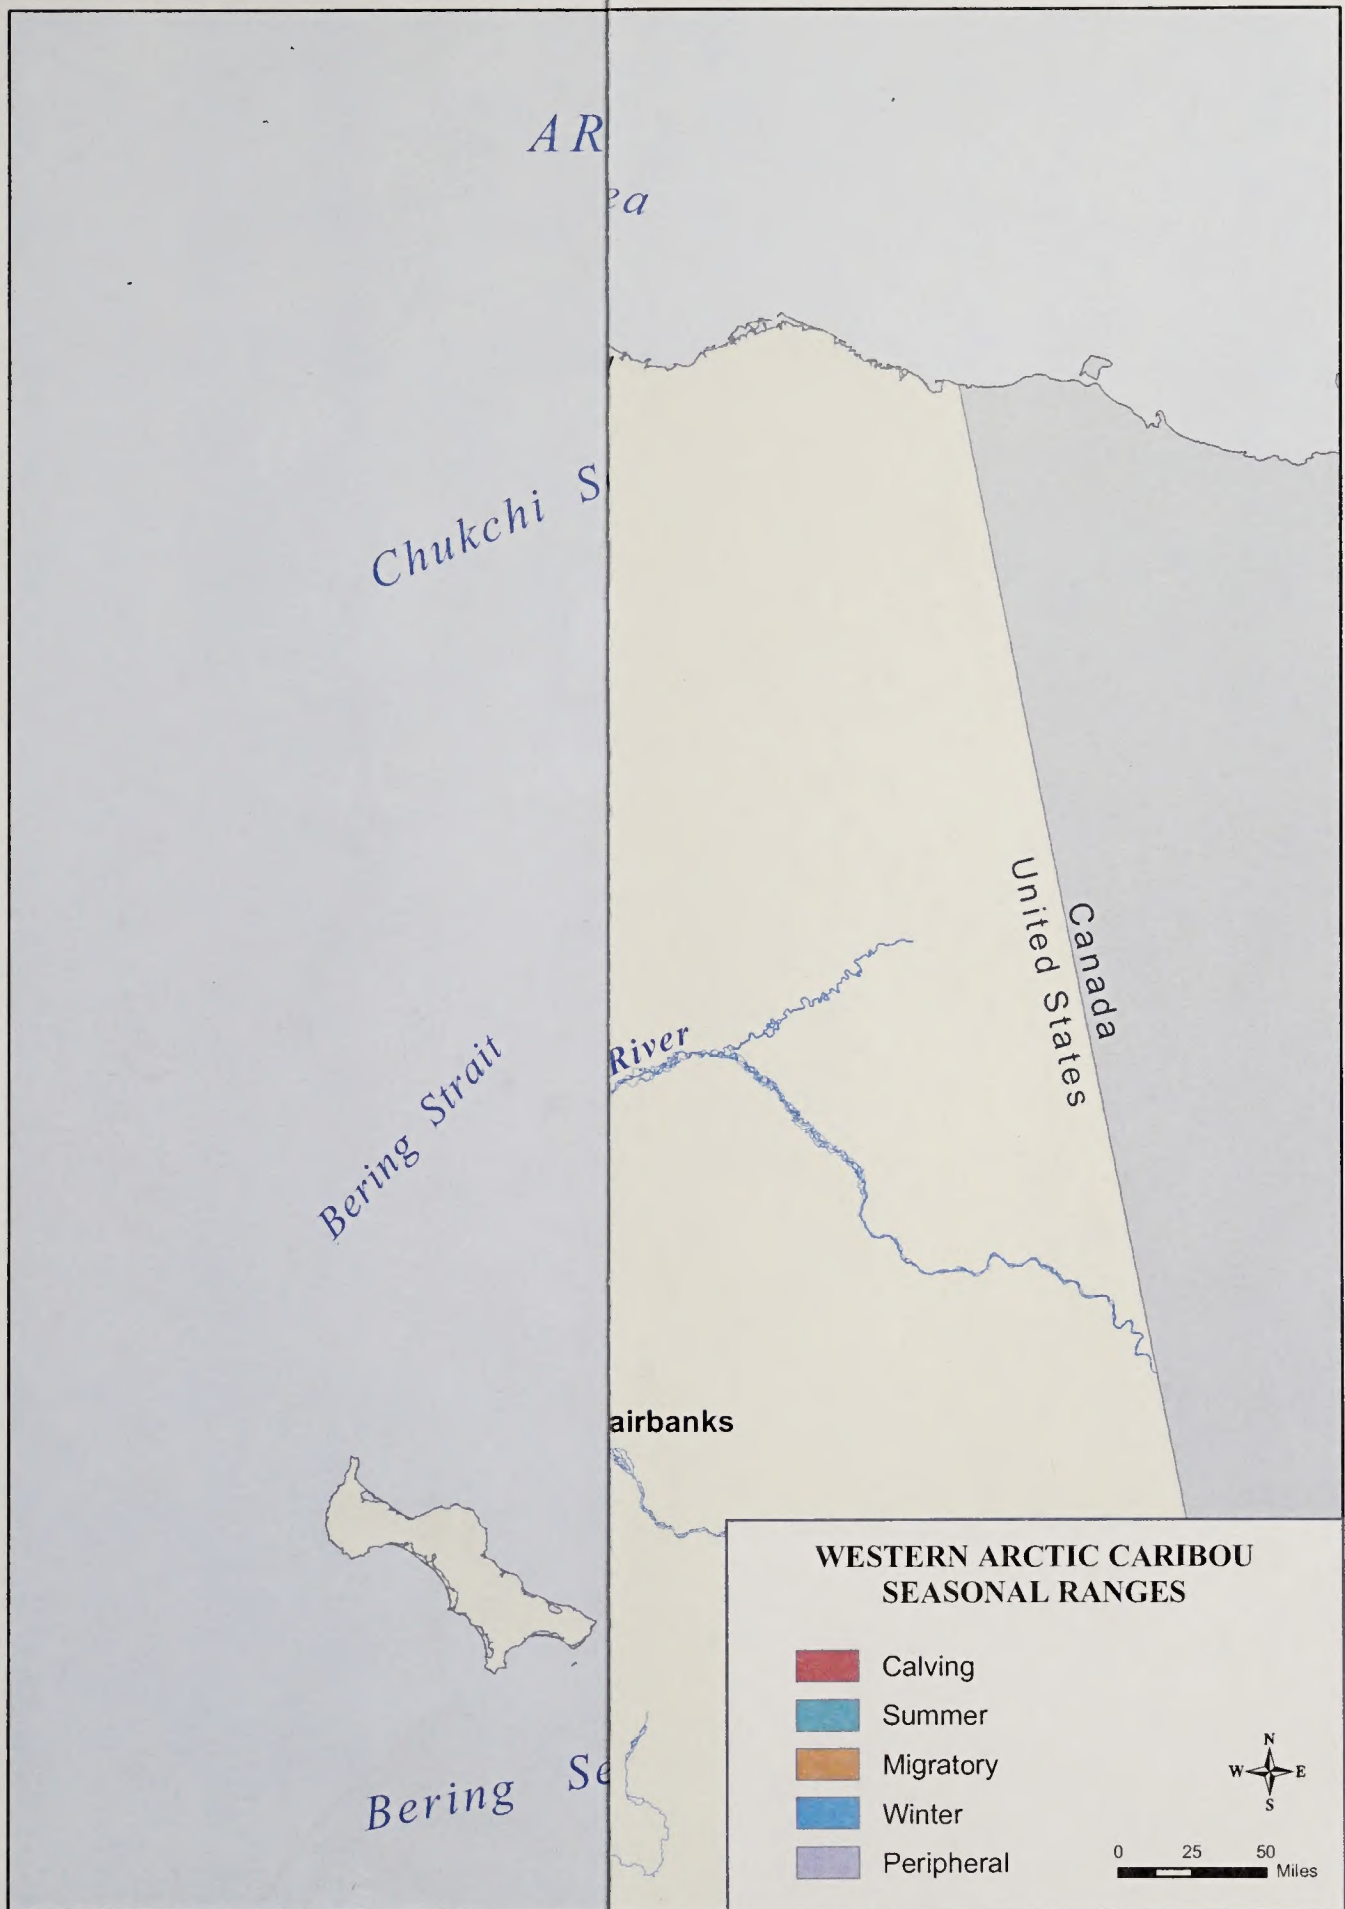 AR
ea
Chukchi S
Canada
United States
River
Bering Strait
airbanks
Bering Se
WESTERN ARCTIC CARIBOU
SEASONAL RANGES
Calving
Summer
Migratory
Winter
Peripheral
N
W E
S
0 25 50
Miles